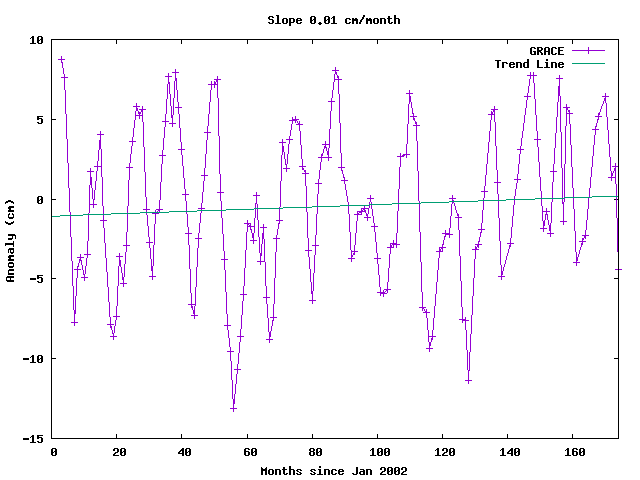 Slope 0.01 cm/month
10
GRACE
Trend Line
5
0
Anomaly (cm)
-5
-10
-15
0 20 40 60 80 100 120 140 160
Months since Jan 2002